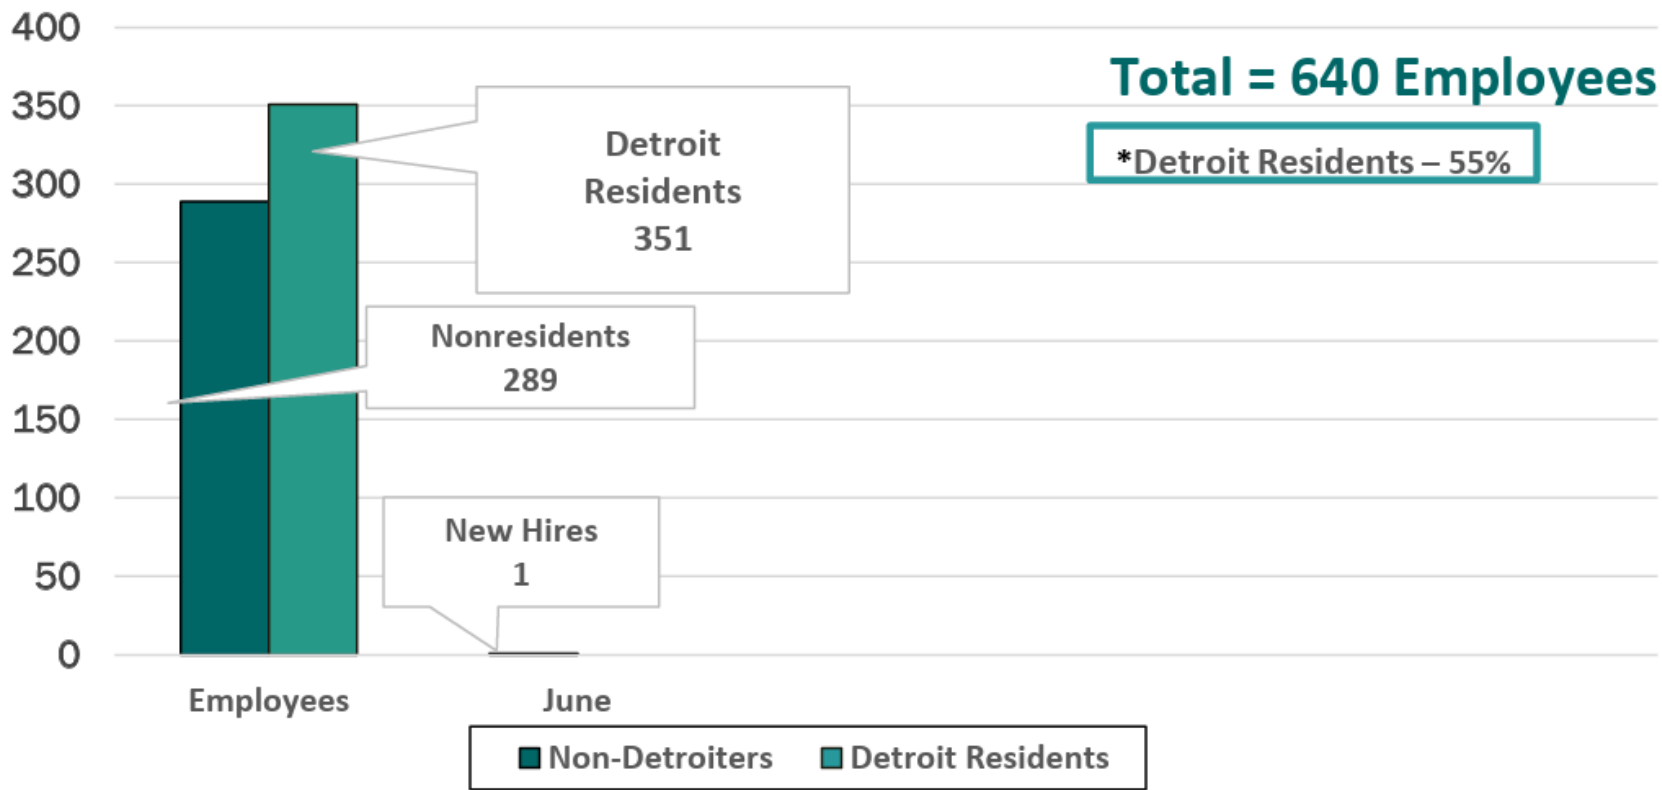 400
350
300
250
200
150
100
50
0
Total = 640 Employees
*Detroit Residents – 55%
Detroit
Residents
351
Nonresidents
289
New Hires
1
Employees
June
Non-Detroiters
Detroit Residents